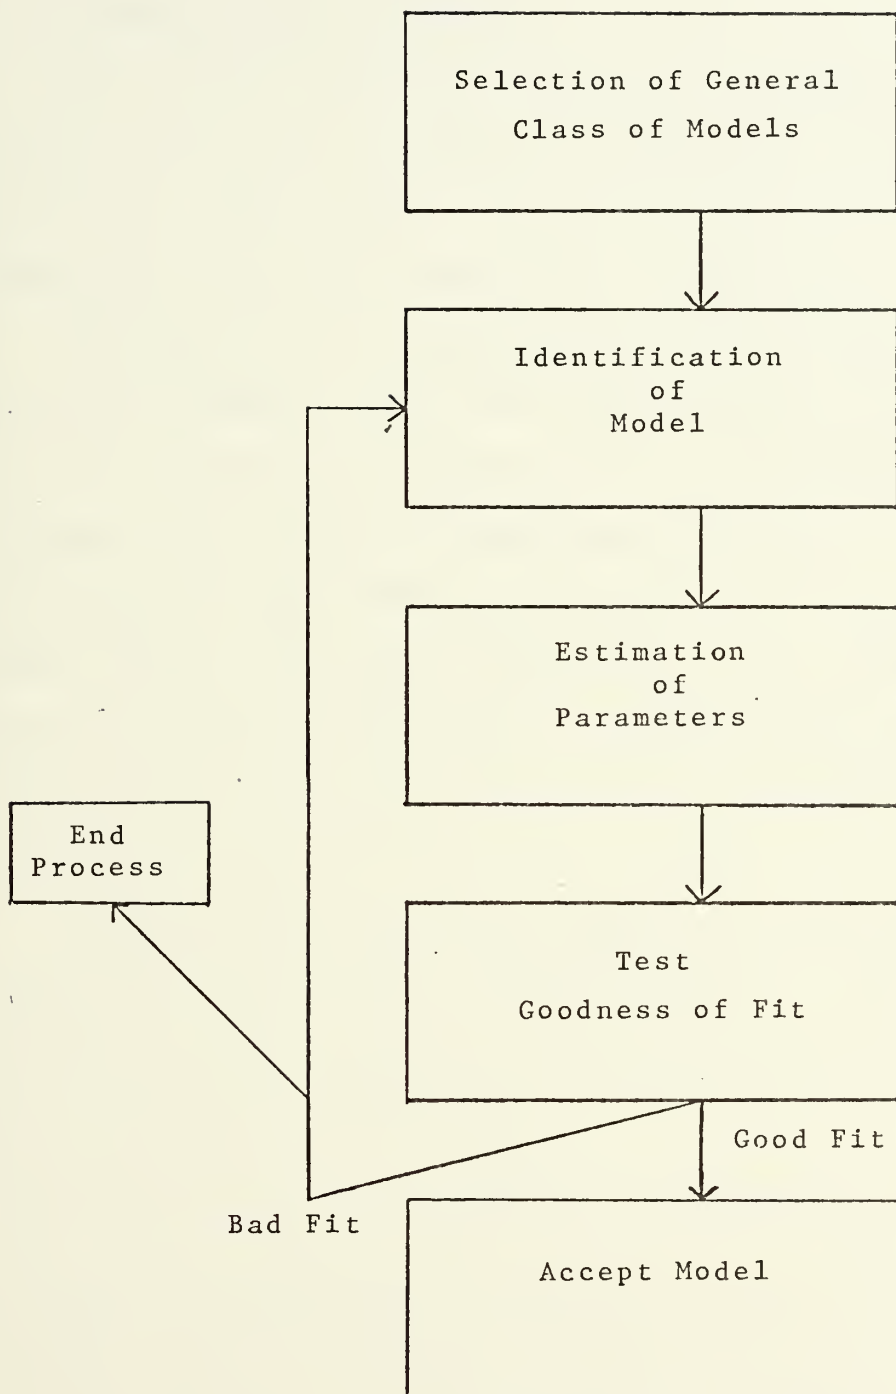 Selection of General
Class of Models
Identification
of
Model
Estimation
of
Parameters
End
Process
Test
Goodness of Fit
Good Fit
Bad Fit
Accept Model